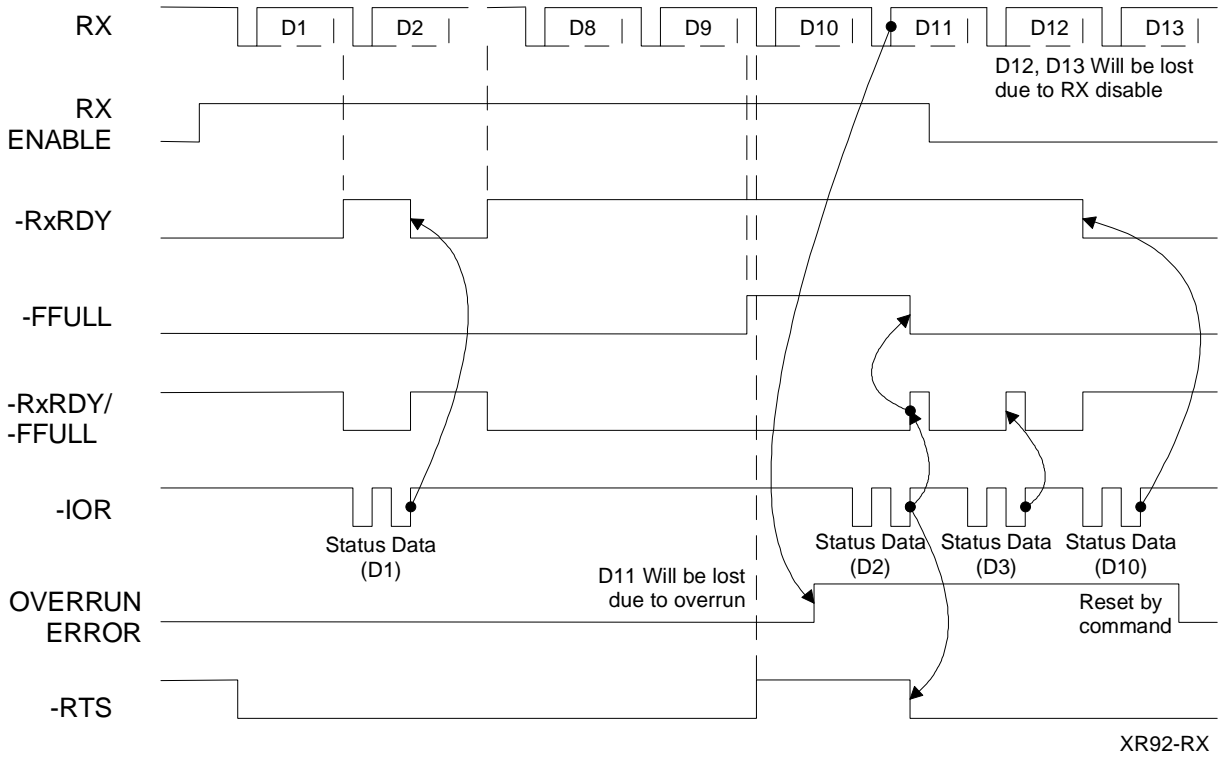 RX
D1
D2
D8
D9
D10
D11
D12
D13
D12, D13 Will be lost
due to RX disable
RX
ENABLE
-RxRDY
-FFULL
-RxRDY/
-FFULL
-IOR
Status Data
(D1)
Status Data
(D2)
Status Data
(D3)
Status Data
(D10)
D11 Will be lost
due to overrun
OVERRUN
ERROR
Reset by
command
-RTS
XR92-RX